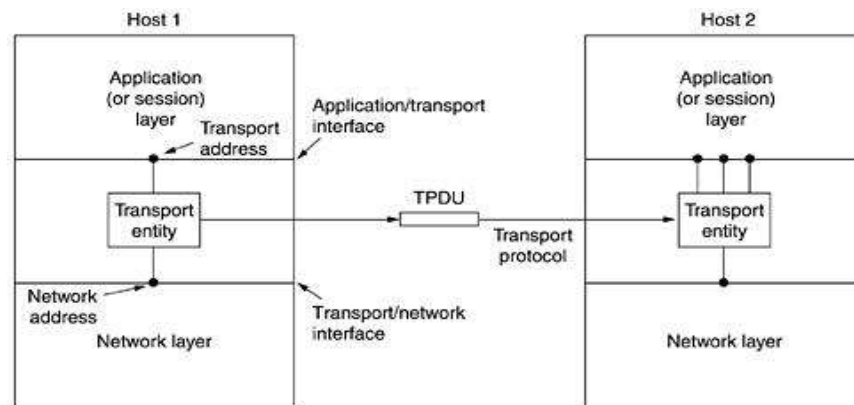 Host 1
Host 2
Application
(or session)
layer
Transport
address
Application/transport
interface
Application
(or session)
layer
Transport
entity
TPDU
Transport
protocol
Transport
entity
Network
address
Transport/network
interface
Network layer
Network layer